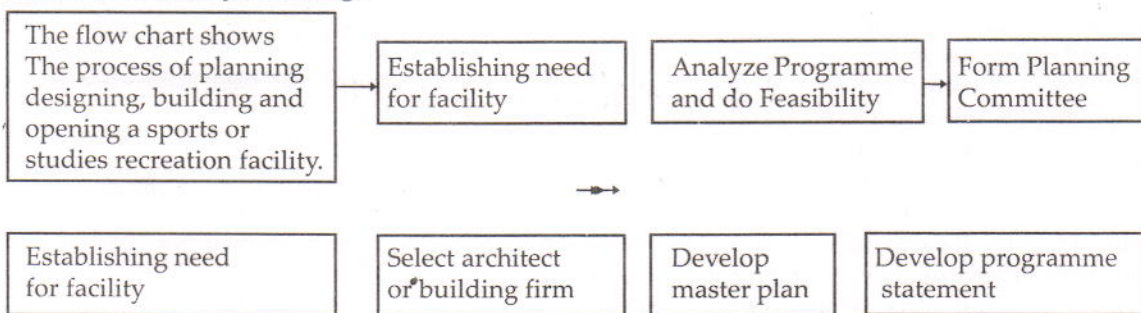 The flow chart shows
The process of planning
designing, building and
opening a sports or
studies recreation facility.
Establishing need
for facility
Analyze Programme
and do Feasibility
Form Planning
Committee
Establishing need
for facility
Select architect
or building firm
Develop
master plan
Develop programme
statement